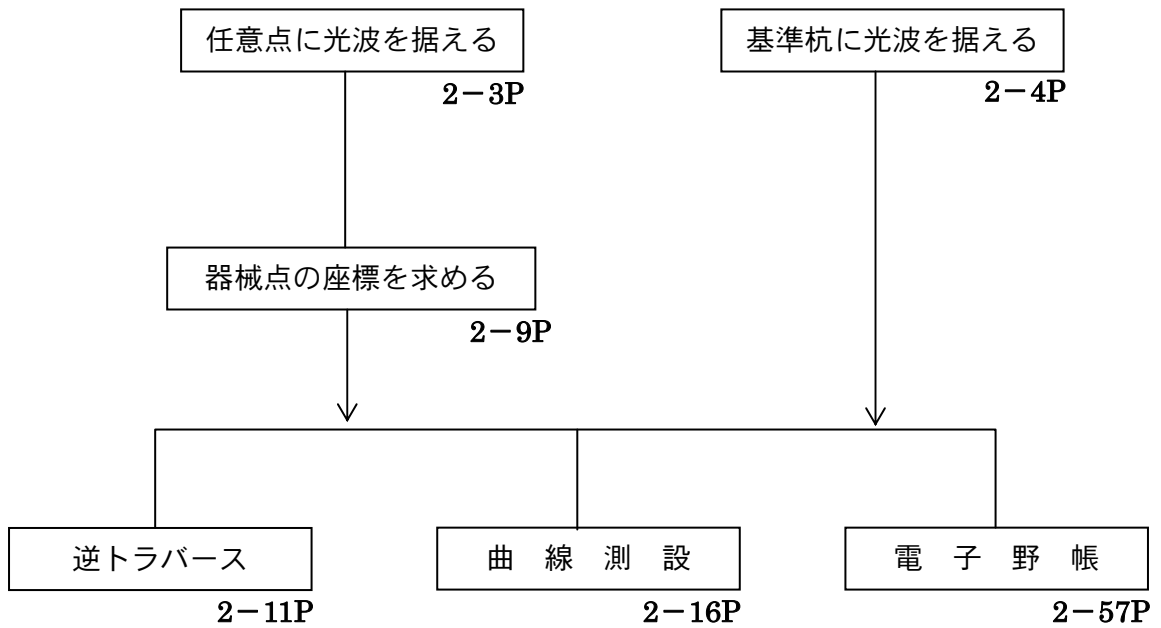 任意点に光波を据える
基準杭に光波を据える
2－3P
2－4P
器械点の座標を求める
2－9P
逆トラバース
曲　線　測　設
電　子　野　帳
2－11P
2－16P
2－57P